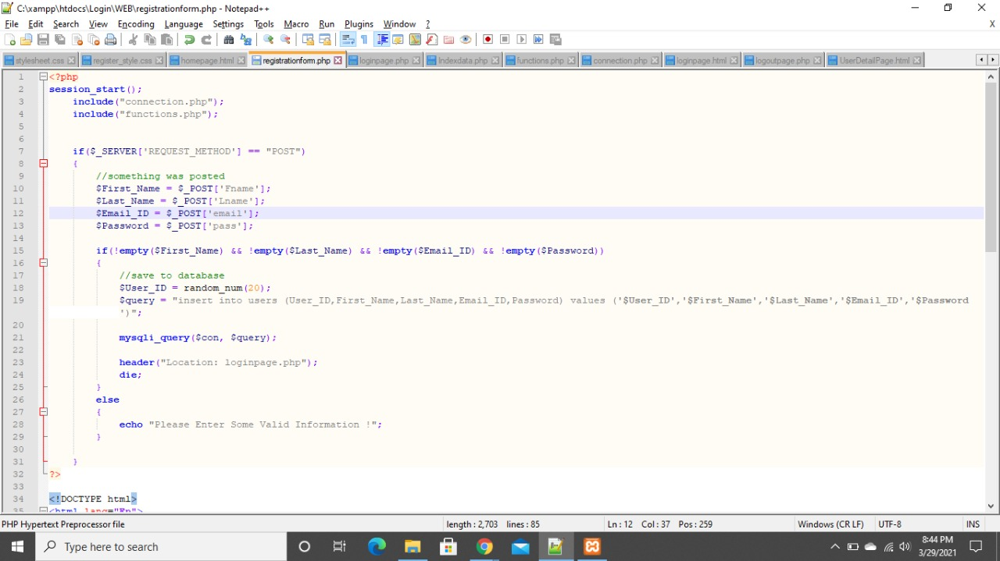 C:\xampp\htdocs\Login\WEB\registrationform.php - Notepad++
File Edit Search View Encoding Language Settings Tools Macro Run Plugins Window ? X
stylesheet.css register_style.css homepage.html registrationform.php loginpage.php Indexdata.php functions.php connection.php loginpage.html logoutpage.php UserDetailPage.html
1 <?php
2 session_start();
3 include("connection.php");
4 include("functions.php");
5
6
7 if($_SERVER['REQUEST_METHOD'] == "POST")
8 {
9 //something was posted
10 $First_Name = $_POST['Fname'];
11 $Last_Name = $_POST['Lname'];
12 $Email_ID = $_POST['email'];
13 $Password = $_POST['pass'];
14
15 if(!empty($First_Name) && !empty($Last_Name) && !empty($Email_ID) && !empty($Password))
16 {
17 //save to database
18 $User_ID = random_num(20);
19 $query = "insert into users (User_ID,First_Name,Last_Name,Email_ID,Password) values ('$User_ID','$First_Name','$Last_Name','$Email_ID','$Password
')";
20
21 mysqli_query($con, $query);
22
23 header("Location: loginpage.php");
24 die;
25 }
26 else
27 {
28 echo "Please Enter Some Valid Information !";
29 }
30
31 }
32 ?>
33
34 <!DOCTYPE html>
35 <html lang="En">
PHP Hypertext Preprocessor file length : 2,703 lines : 85 Ln : 12 Col : 37 Pos : 259 Windows (CR LF) UTF-8 INS
Type here to search
8:44 PM
3/29/2021